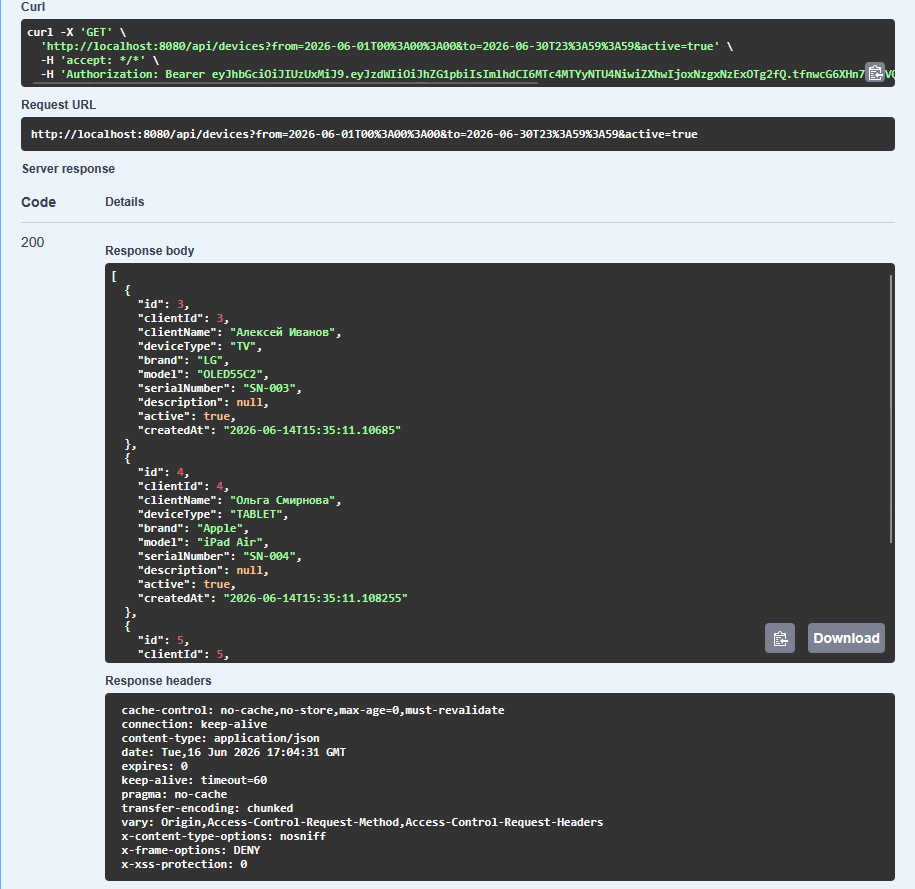 Curl
curl -X 'GET' \
'http://localhost:8080/api/devices?from=2026-06-01T00%3A00%3A00&to=2026-06-30T23%3A59%3A59&active=true' \
-H 'accept: */*' \
-H 'Authorization: Bearer eyJhbGciOiJIUzUxMiJ9.eyJzdWIiOiJhZG1pbiIsImlhdCI6MTc4MTYyNTU4NiwiZXhwIjoxNzgxNzExOTg2fQ.tfnwcG6XHn7
Request URL
http://localhost:8080/api/devices?from=2026-06-01T00%3A00%3A00&to=2026-06-30T23%3A59%3A59&active=true
Server response
Code Details
200
Response body
[
{
"id": 3,
"clientId": 3,
"clientName": "Алексей Иванов",
"deviceType": "TV",
"brand": "LG",
"model": "OLED55C2",
"serialNumber": "SN-003",
"description": null,
"active": true,
"createdAt": "2026-06-14T15:35:11.10685"
},
{
"id": 4,
"clientId": 4,
"clientName": "Ольга Смирнова",
"deviceType": "TABLET",
"brand": "Apple",
"model": "iPad Air",
"serialNumber": "SN-004",
"description": null,
"active": true,
"createdAt": "2026-06-14T15:35:11.108255"
},
{
"id": 5,
"clientId": 5,
Download
Response headers
cache-control: no-cache,no-store,max-age=0,must-revalidate
connection: keep-alive
content-type: application/json
date: Tue,16 Jun 2026 17:04:31 GMT
expires: 0
keep-alive: timeout=60
pragma: no-cache
transfer-encoding: chunked
vary: Origin,Access-Control-Request-Method,Access-Control-Request-Headers
x-content-type-options: nosniff
x-frame-options: DENY
x-xss-protection: 0